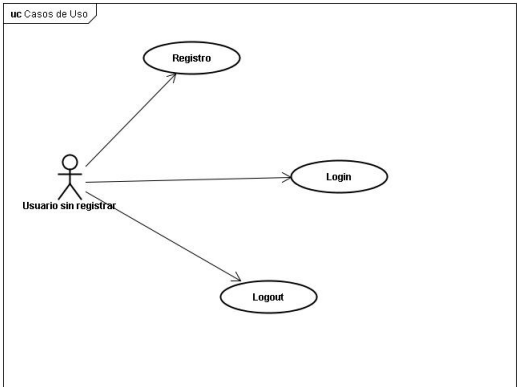 uc Casos de Uso
Registro
Login
Usuario sin registrar
Logout